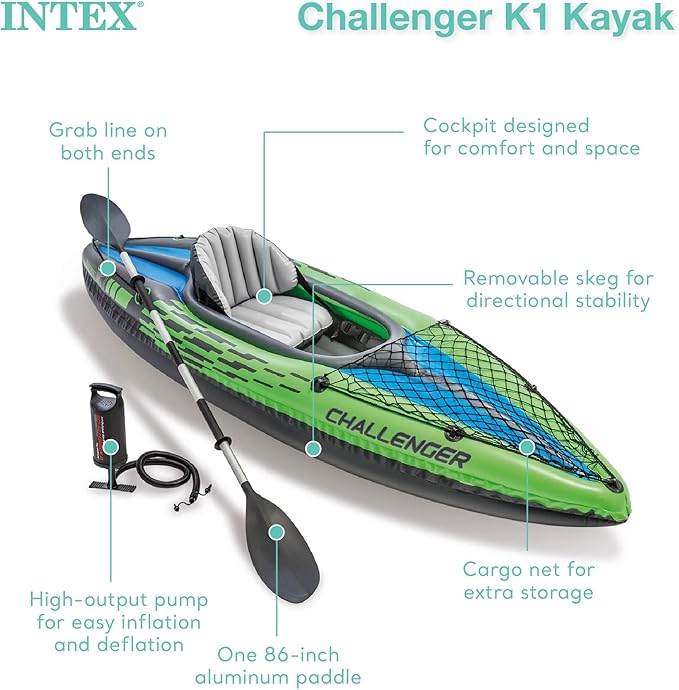 INTEX®
Challenger K1 Kayak
Grab line on
both ends
Cockpit designed
for comfort and space
Removable skeg for
directional stability
CHALLENGER
Cargo net for
extra storage
High-output pump
for easy inflation
and deflation
One 86-inch
aluminum paddle